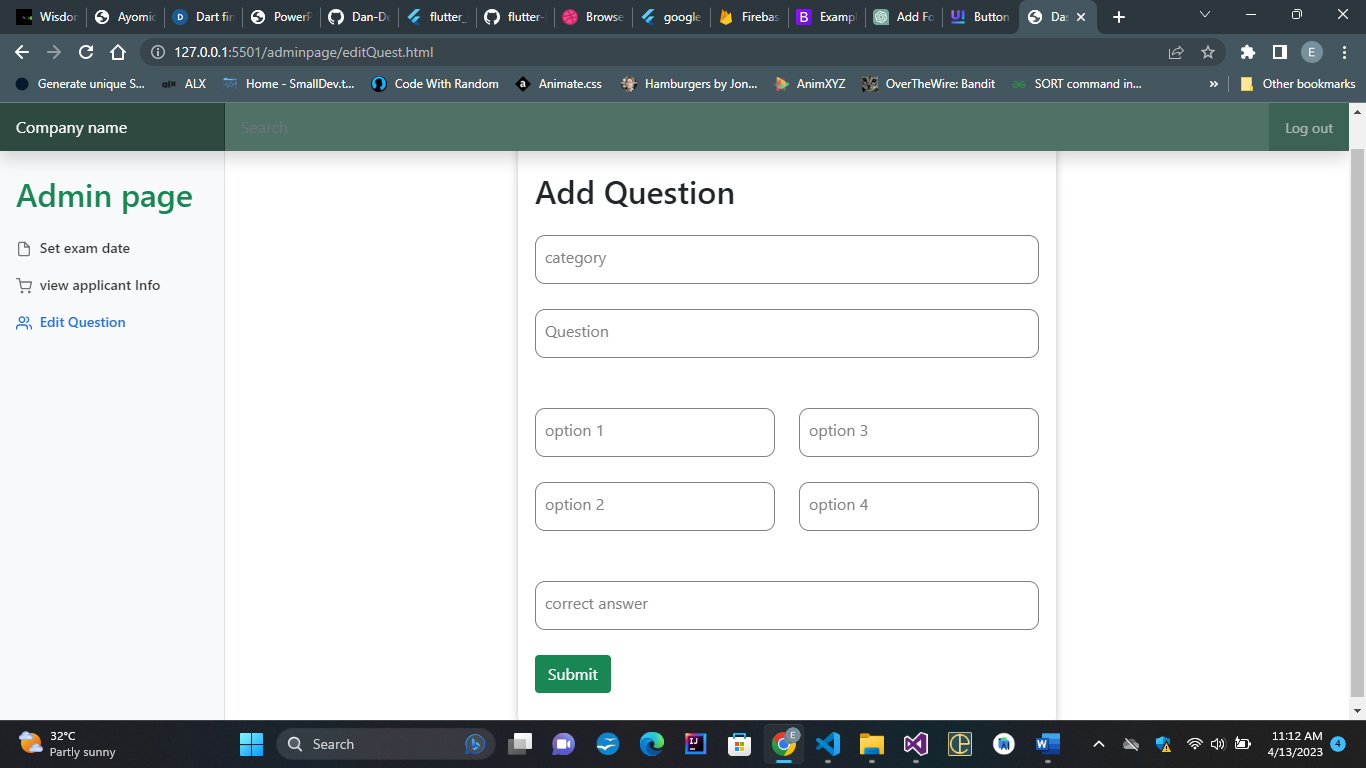 Wisdor
Ayomic
Dart fin
PowerP
Dan-De
flutter_
flutter-
Browse
google
Firebas
Exampl
Add Fo
Button
Das
127.0.0.1:5501/adminpage/editQuest.html
E
Generate unique S...
ALX
Home - SmallDev.t...
Code With Random
Animate.css
Hamburgers by Jon...
AnimXYZ
OverTheWire: Bandit
SORT command in...
»
Other bookmarks
Company name
Search
Log out
Admin page
Set exam date
view applicant Info
Edit Question
Add Question
category
Question
option 1
option 3
option 2
option 4
correct answer
Submit
32°C
Partly sunny
Search
11:12 AM
4/13/2023
4